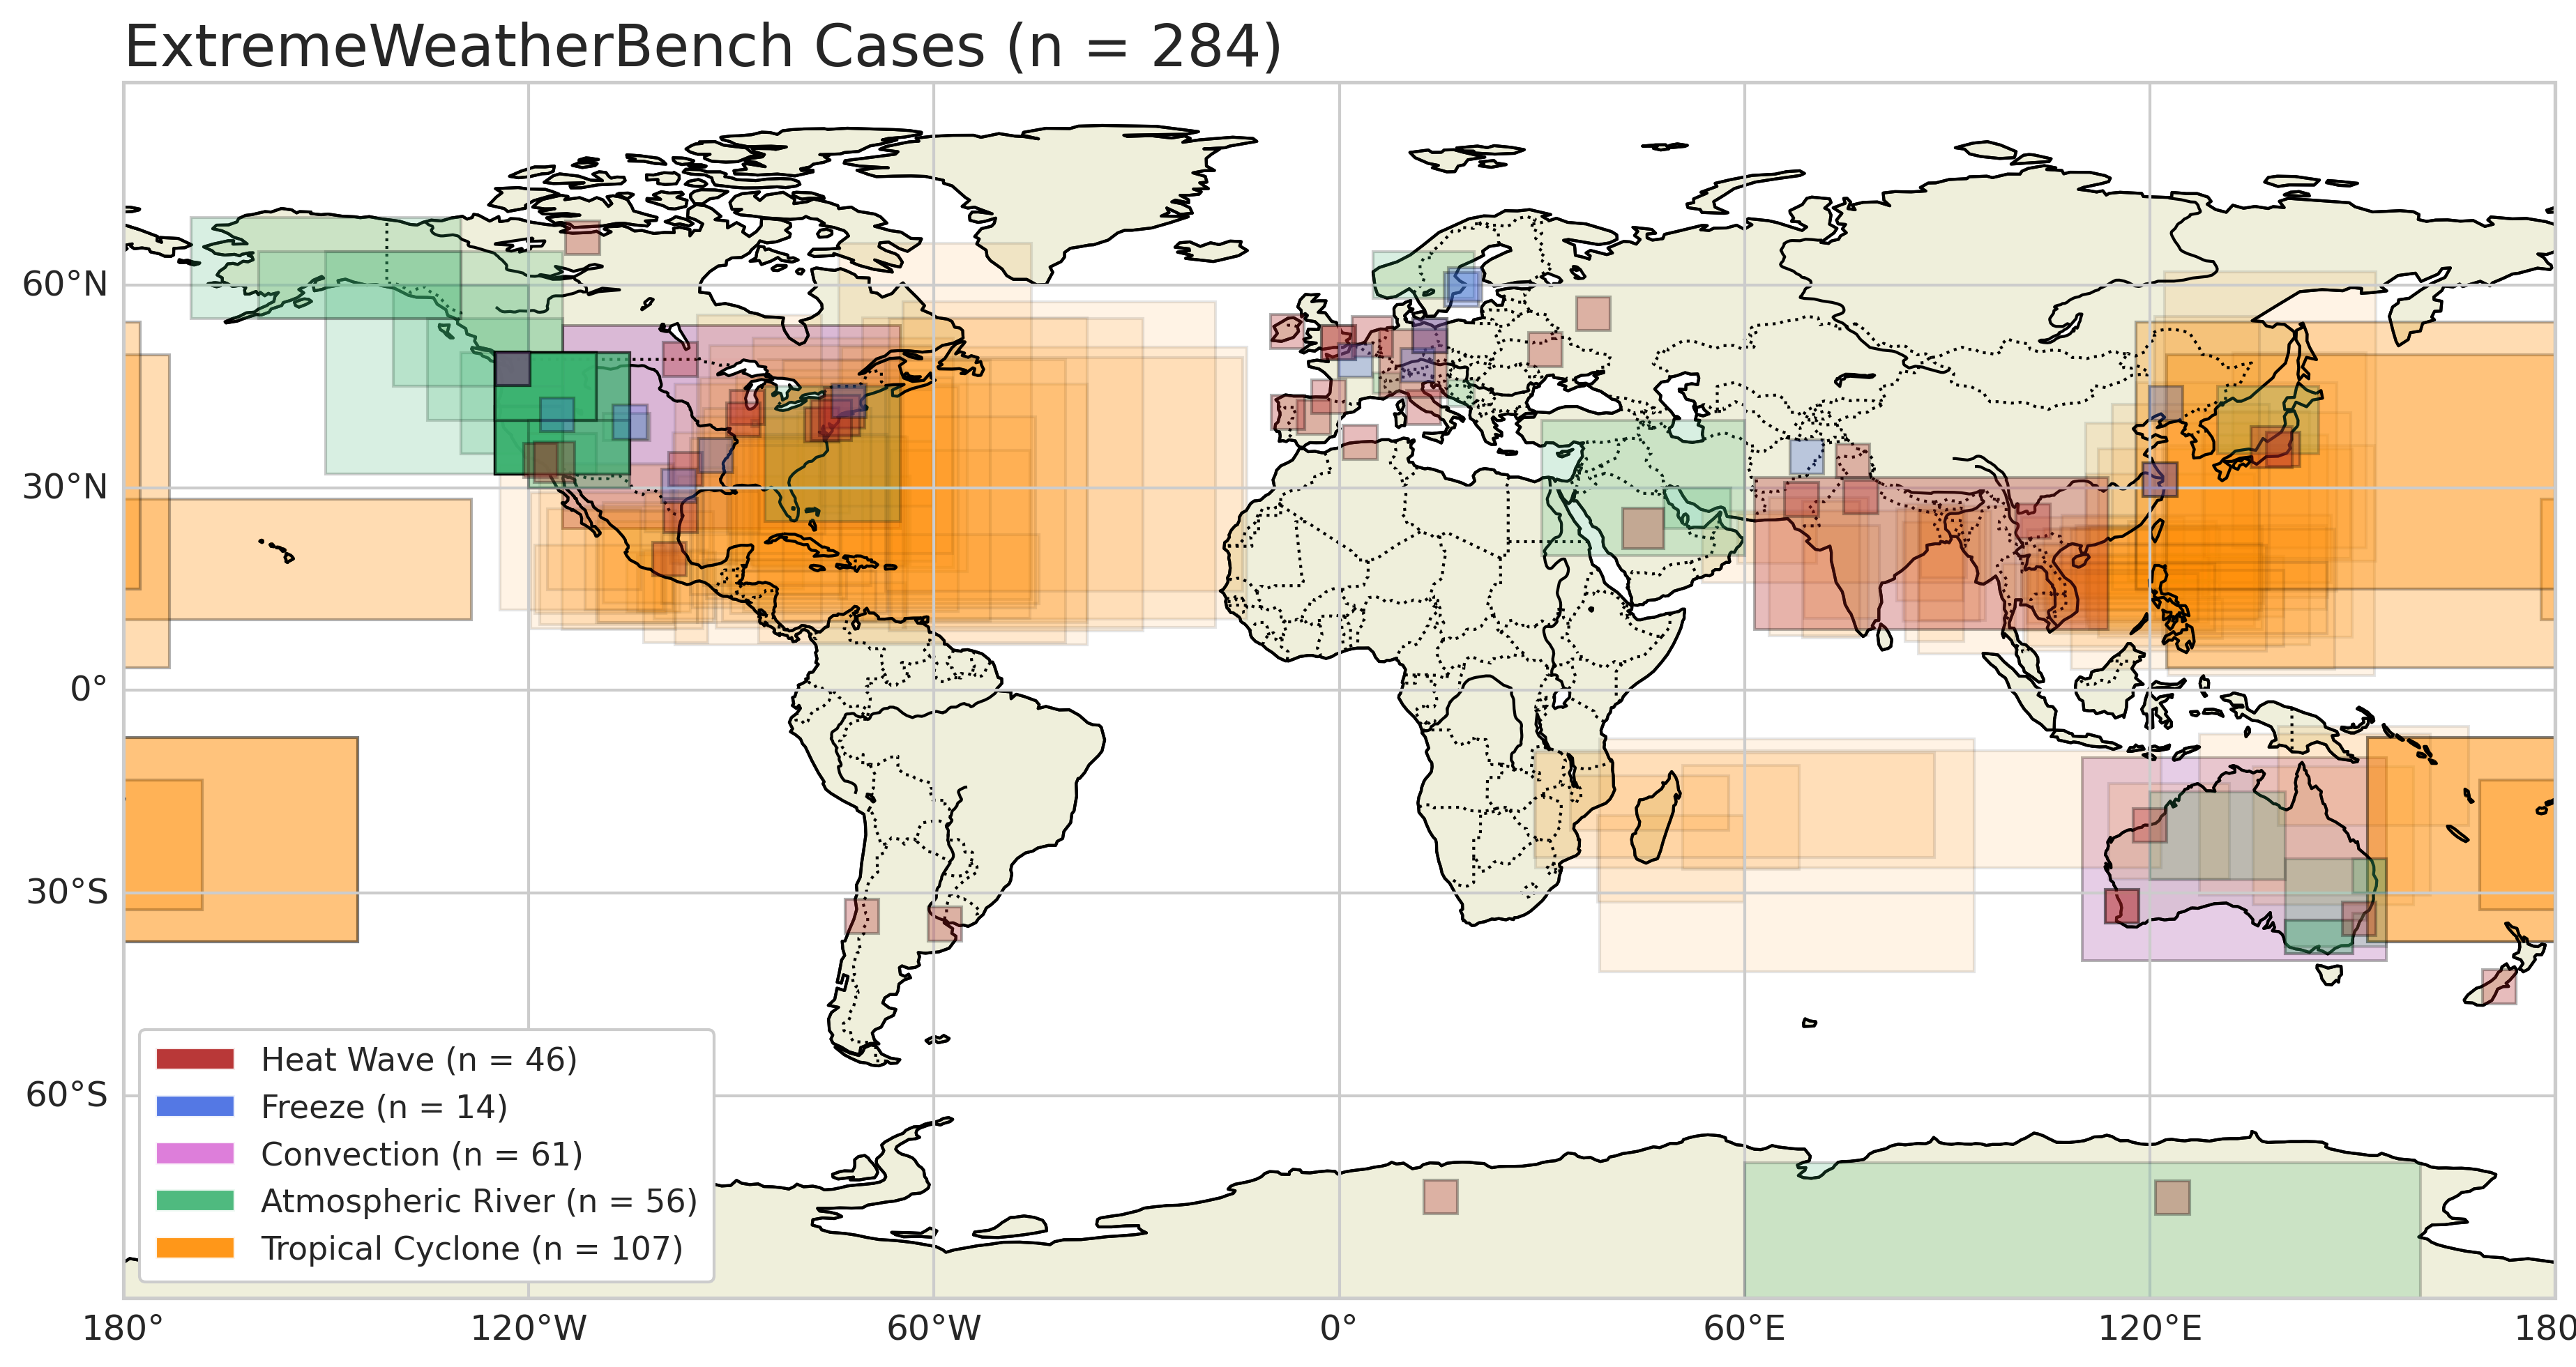 ExtremeWeatherBench Cases (n = 284)
60°N
30°N
0°
30°S
60°S
Heat Wave (n = 46)
Freeze (n = 14)
Convection (n = 61)
Atmospheric River (n = 56)
Tropical Cyclone (n = 107)
180° 120°W 60°W 0° 60°E 120°E 180